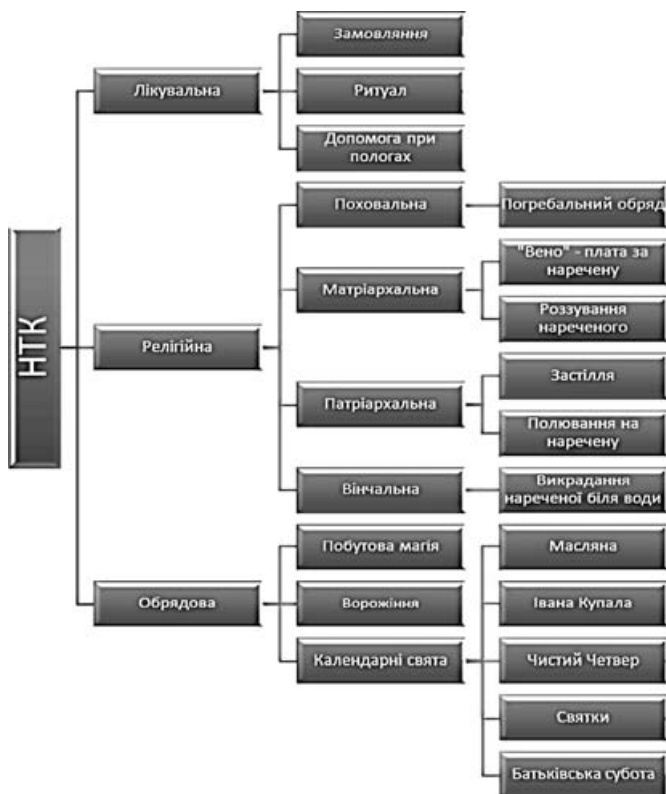 НТК
Лікувальна
Замовляння
Ритуал
Допомога при
пологах
Релігійна
Поховальна
Погребальний обряд
Матріархальна
"Вено" - плата за
наречену
Роззування
нареченого
Патріархальна
Застілля
Полювання на
наречену
Вінчальна
Викрадання
нареченої біля води
Обрядова
Побутова магія
Ворожіння
Календарні свята
Масляна
Івана Купала
Чистий Четвер
Святки
Батьківська субота